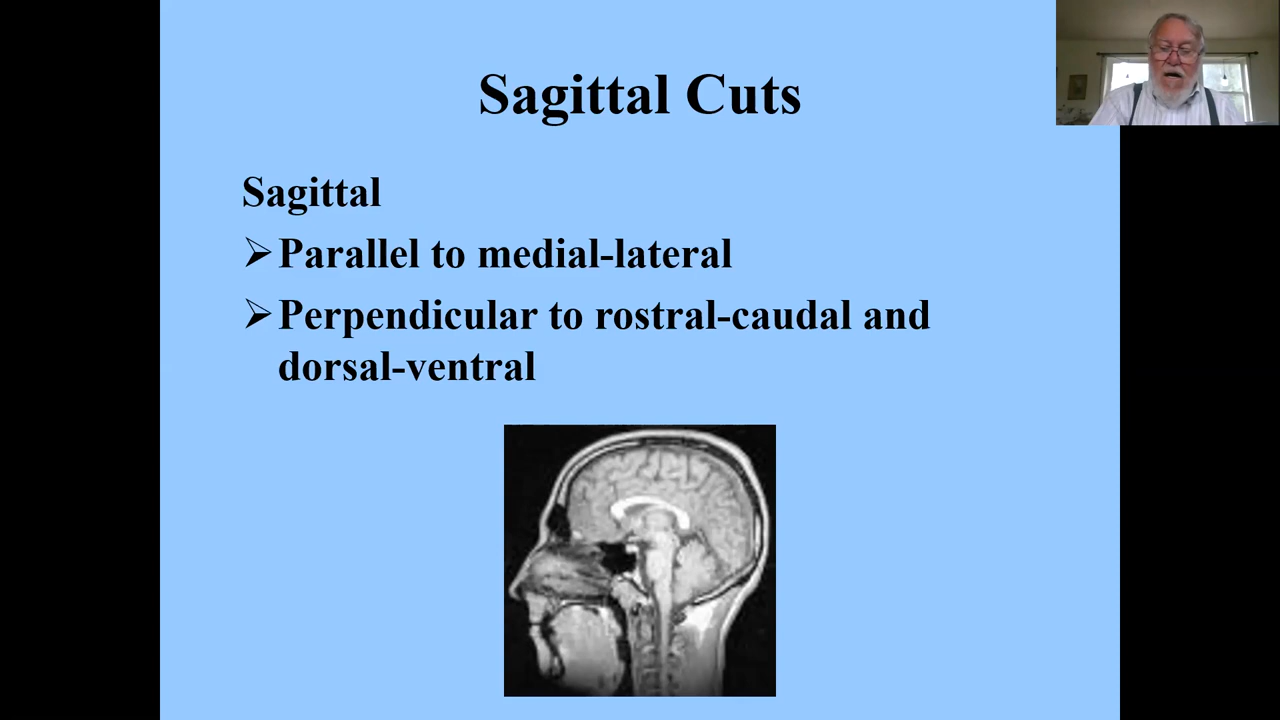 Sagittal Cuts
Sagittal
➢Parallel to medial-lateral
➢Perpendicular to rostral-caudal and
dorsal-ventral